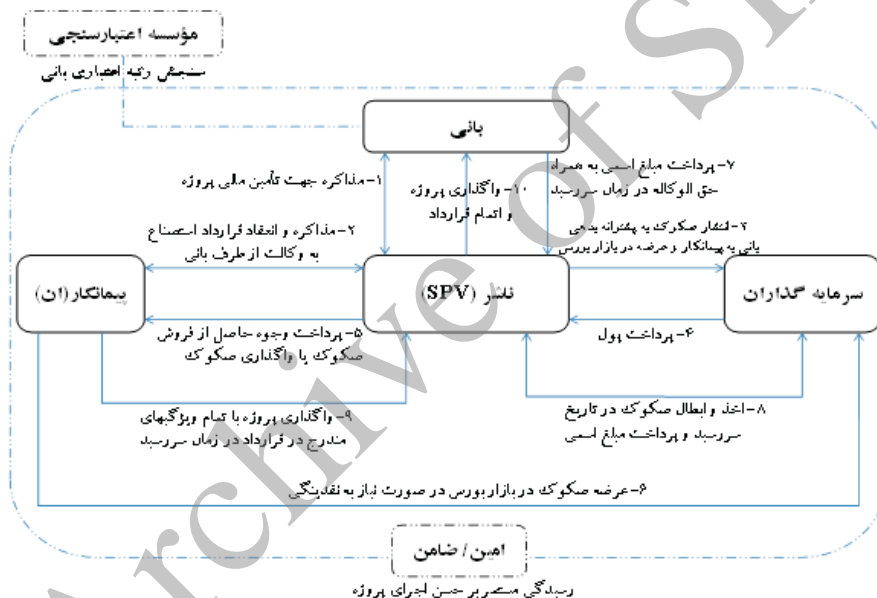 مؤسسه اعتبارسنجی
سنجش رتبه اعتباری بانی
بانی
۱- مذاکره جهت تأمین مالی پروژه
۱۰- واگذاری پروژه
و اتمام قرارداد
۷- پرداخت مبلغ اسمی به همراه
حق الوکاله در زمان سررسید
۲- مذاکره و انعقاد قرارداد استصناع
به وکالت از طرف بانی
۳- انتشار صکوک به پشتوانه بدهی
بانی به پیمانکار و عرضه در بازار بورس
پیمانکار(ان)
ناشر (SPV)
سرمایه گذاران
۵- پرداخت وجوه حاصل از فروش
صکوک یا واگذاری صکوک
۴- پرداخت پول
۹- واگذاری پروژه با تمام ویژگیهای
مندرج در قرارداد در زمان سررسید
۸- اخذ و ابطال صکوک در تاریخ
سررسید و پرداخت مبلغ اسمی
۶- عرضه صکوک در بازار بورس در صورت نیاز به نقدینگی
امین/ ضامن
رسیدگی مستمر بر حسن اجرای پروژه
Archive of SI